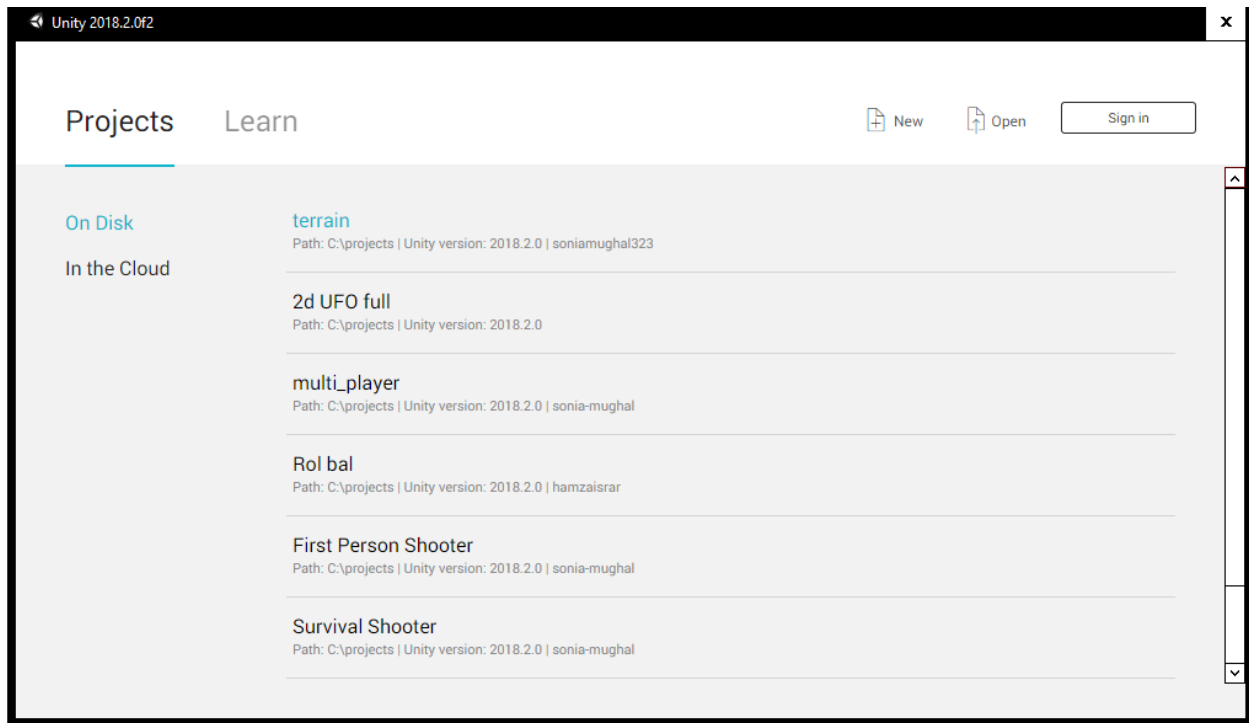 Unity 2018.2.0f2
x
Projects
Learn
New
Open
Sign in
On Disk
In the Cloud
terrain
Path: C:\projects | Unity version: 2018.2.0 | soniamughal323
2d UFO full
Path: C:\projects | Unity version: 2018.2.0
multi_player
Path: C:\projects | Unity version: 2018.2.0 | sonia-mughal
Rol bal
Path: C:\projects | Unity version: 2018.2.0 | hamzaisrar
First Person Shooter
Path: C:\projects | Unity version: 2018.2.0 | sonia-mughal
Survival Shooter
Path: C:\projects | Unity version: 2018.2.0 | sonia-mughal